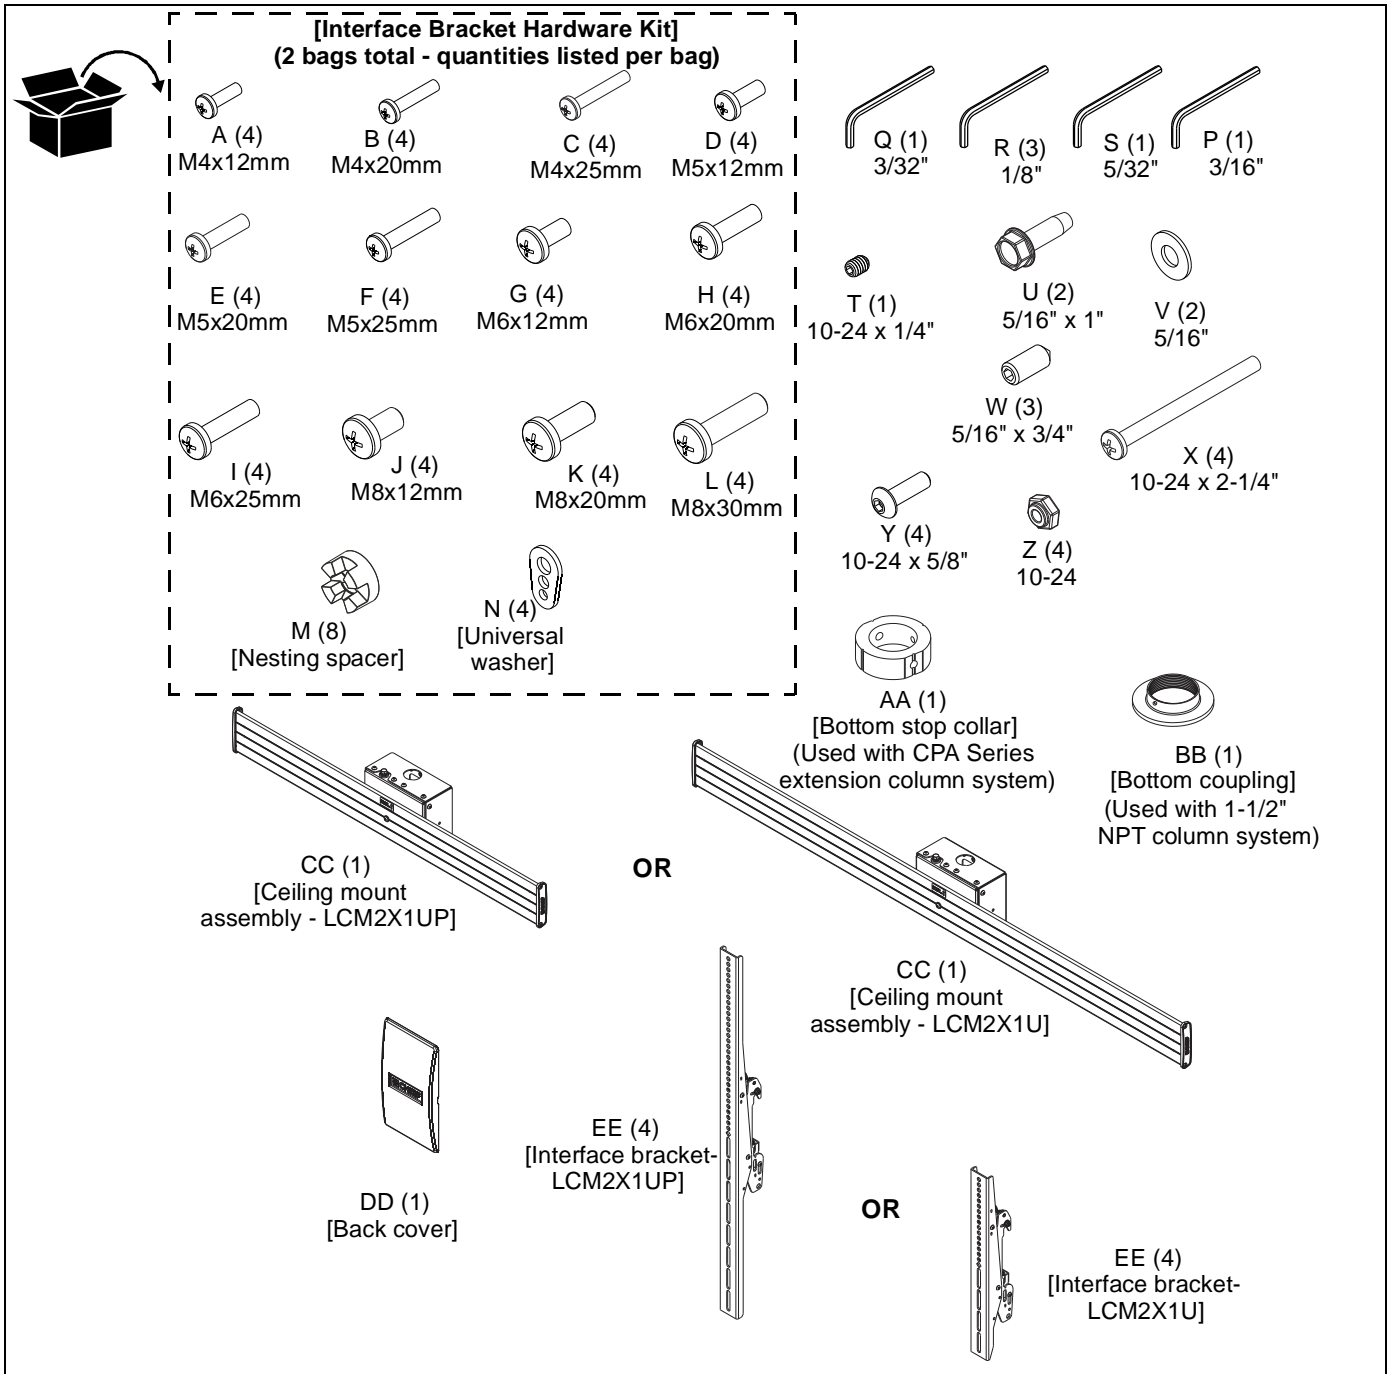 [Interface Bracket Hardware Kit]
(2 bags total - quantities listed per bag)
A (4)
M4x12mm
B (4)
M4x20mm
C (4)
M4x25mm
D (4)
M5x12mm
Q (1)
3/32"
R (3)
1/8"
S (1)
5/32"
P (1)
3/16"
E (4)
M5x20mm
F (4)
M5x25mm
G (4)
M6x12mm
H (4)
M6x20mm
T (1)
10-24 x 1/4"
U (2)
5/16" x 1"
V (2)
5/16"
W (3)
5/16" x 3/4"
X (4)
10-24 x 2-1/4"
I (4)
M6x25mm
J (4)
M8x12mm
K (4)
M8x20mm
L (4)
M8x30mm
Y (4)
10-24 x 5/8"
Z (4)
10-24
M (8)
[Nesting spacer]
N (4)
[Universal
washer]
AA (1)
[Bottom stop collar]
(Used with CPA Series
extension column system)
BB (1)
[Bottom coupling]
(Used with 1-1/2"
NPT column system)
CC (1)
[Ceiling mount
assembly - LCM2X1UP]
OR
CC (1)
[Ceiling mount
assembly - LCM2X1U]
DD (1)
[Back cover]
EE (4)
[Interface bracket-
LCM2X1UP]
OR
EE (4)
[Interface bracket-
LCM2X1U]